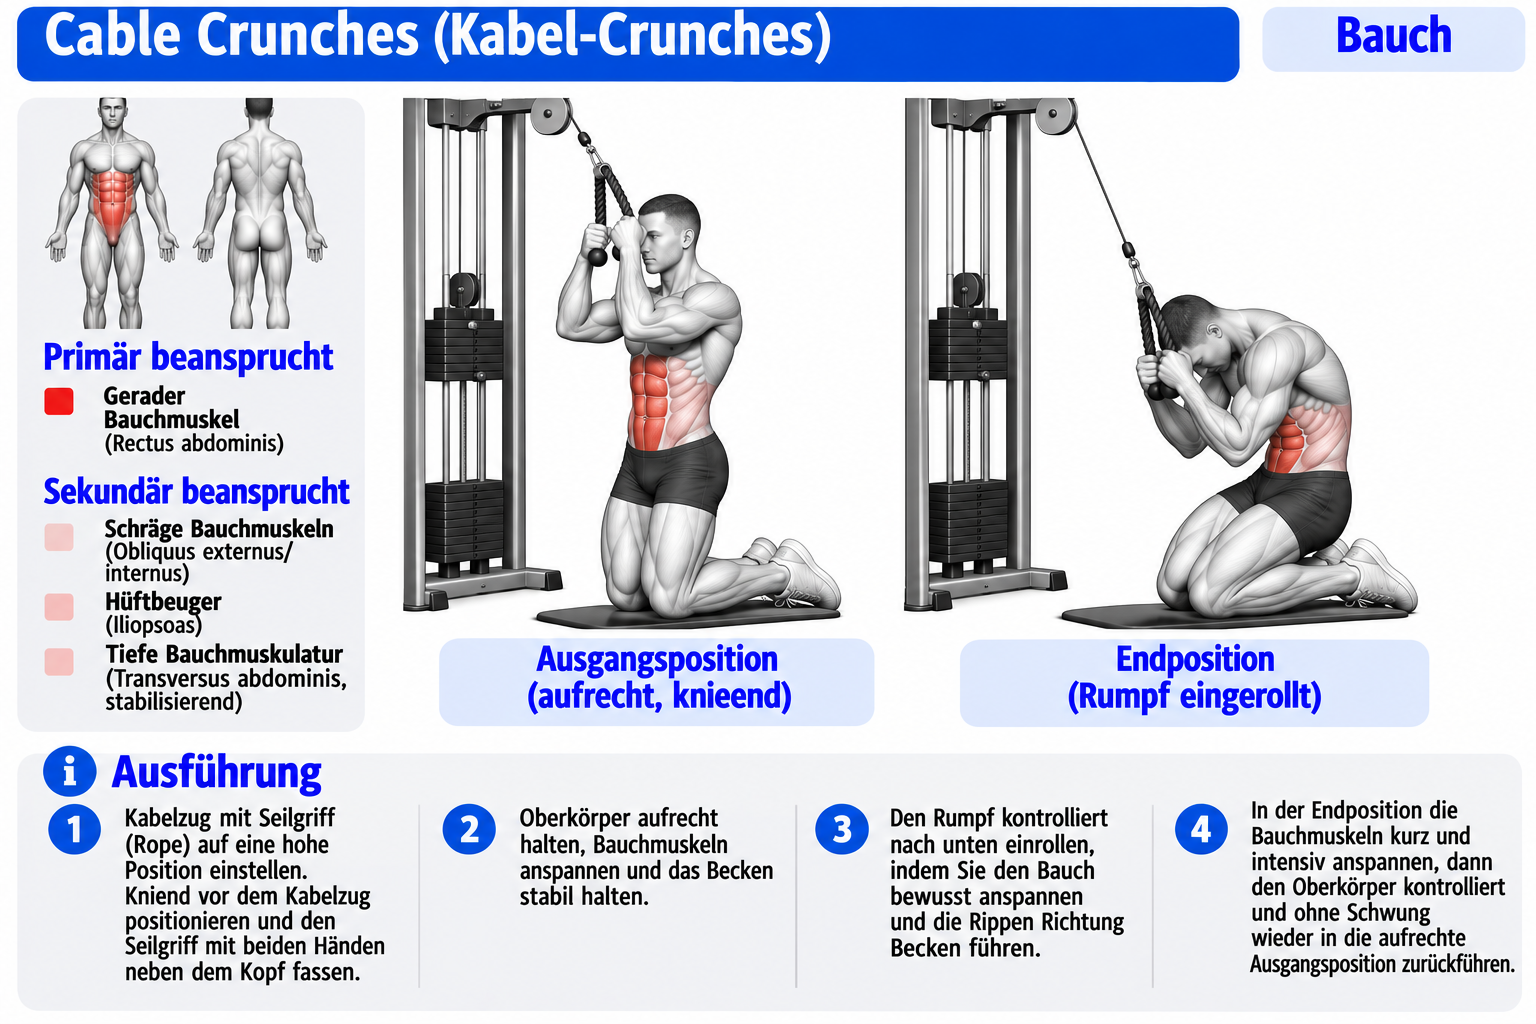 Cable Crunches (Kabel-Crunches)
Bauch
Primär beansprucht
Gerader
Bauchmuskel
(Rectus abdominis)
Sekundär beansprucht
Schräge Bauchmuskeln
(Obliquus externus/
internus)
Hüftbeuger
(Iliopsoas)
Tiefe Bauchmuskulatur
(Transversus abdominis,
stabilisierend)
Ausgangsposition
(aufrecht, knieend)
Endposition
(Rumpf eingerollt)
i Ausführung
1
Kabelzug mit Seilgriff
(Rope) auf eine hohe
Position einstellen.
Kniend vor dem Kabelzug
positionieren und den
Seilgriff mit beiden Händen
neben dem Kopf fassen.
2
Oberkörper aufrecht
halten, Bauchmuskeln
anspannen und das Becken
stabil halten.
3
Den Rumpf kontrolliert
nach unten einrollen,
indem Sie den Bauch
bewusst anspannen
und die Rippen Richtung
Becken führen.
4
In der Endposition die
Bauchmuskeln kurz und
intensiv anspannen, dann
den Oberkörper kontrolliert
und ohne Schwung
wieder in die aufrechte
Ausgangsposition zurückführen.